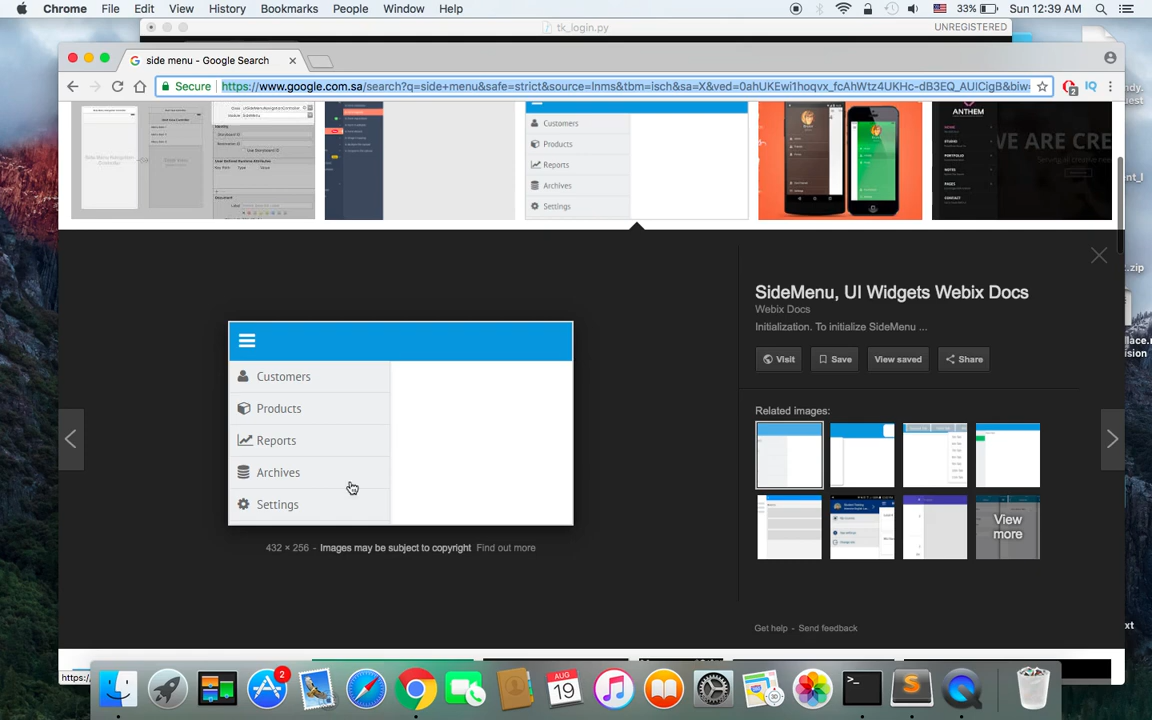 Chrome File Edit View History Bookmarks People Window Help 33% Sun 12:39 AM
tk_login.py UNREGISTERED
side menu - Google Search
Secure https://www.google.com.sa/search?q=side+menu&safe=strict&source=lnms&tbm=isch&sa=X&ved=0ahUKEwi1hoqvx_fcAhWtz4UKHc-dB3EQ_AUICigB&biw=
Customers
Products
Reports
Archives
Settings
ANTHEM
WE ARE CRE
SideMenu, UI Widgets Webix Docs
Webix Docs
Initialization. To initialize SideMenu ...
Visit Save View saved Share
Customers
Products
Reports
Archives
Settings
432 × 256 - Images may be subject to copyright Find out more
Related images:
View more
Get help - Send feedback
https:/
.zip
2
AUG
19